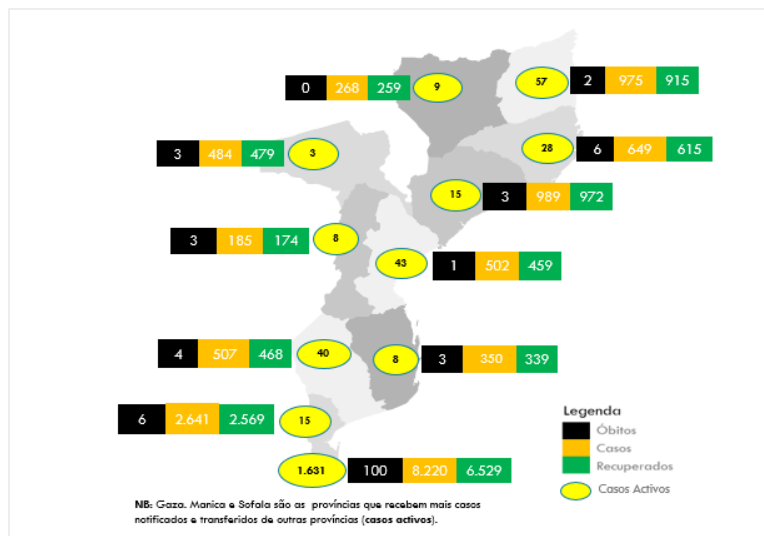 57 2 975 915
0 268 259 9
28 6 649 615
3 484 479 3
15 3 989 972
3 185 174 8
43 1 502 459
4 507 468 40
8 3 350 339
6 2.641 2.569 15
1.631 100 8.220 6.529
Legenda
Óbitos
Casos
Recuperados
Casos Activos
NB: Gaza. Manica e Sofala são as províncias que recebem mais casos
notificados e transferidos de outras províncias (casos activos).